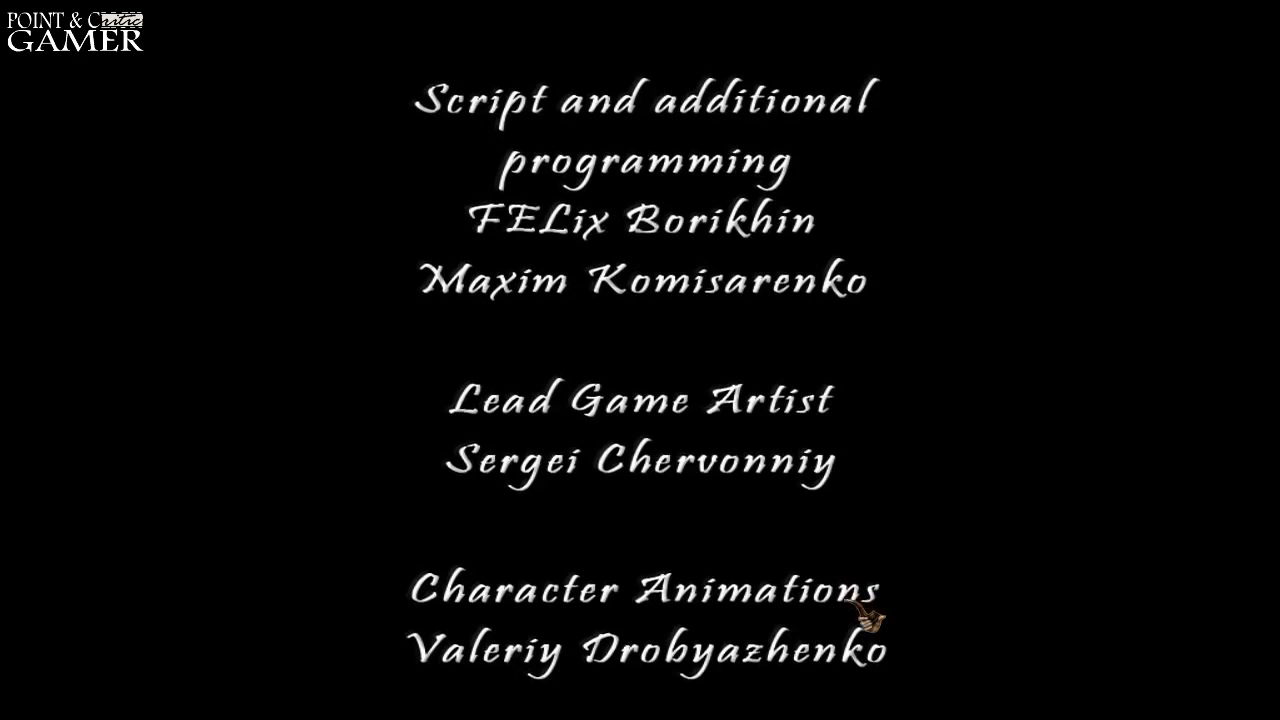 POINT & Critic
GAMER
Script and additional
programming
FELix Borikhin
Maxim Komisarenko
Lead Game Artist
Sergei Chervonniy
Character Animations
Valeriy Drobyazhenko